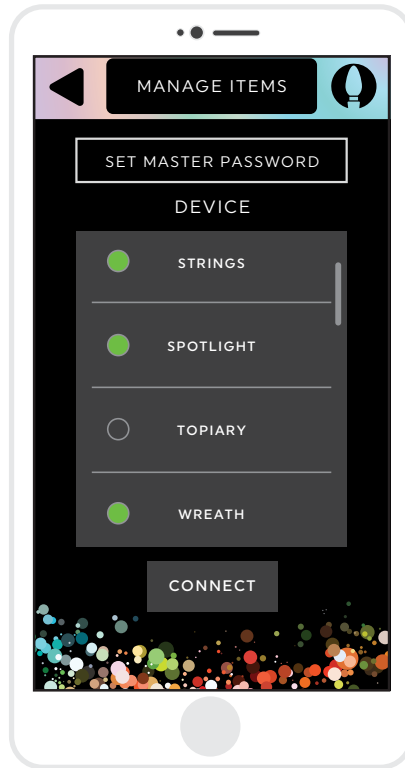 MANAGE ITEMS
SET MASTER PASSWORD
DEVICE
STRINGS
SPOTLIGHT
TOPIARY
WREATH
CONNECT